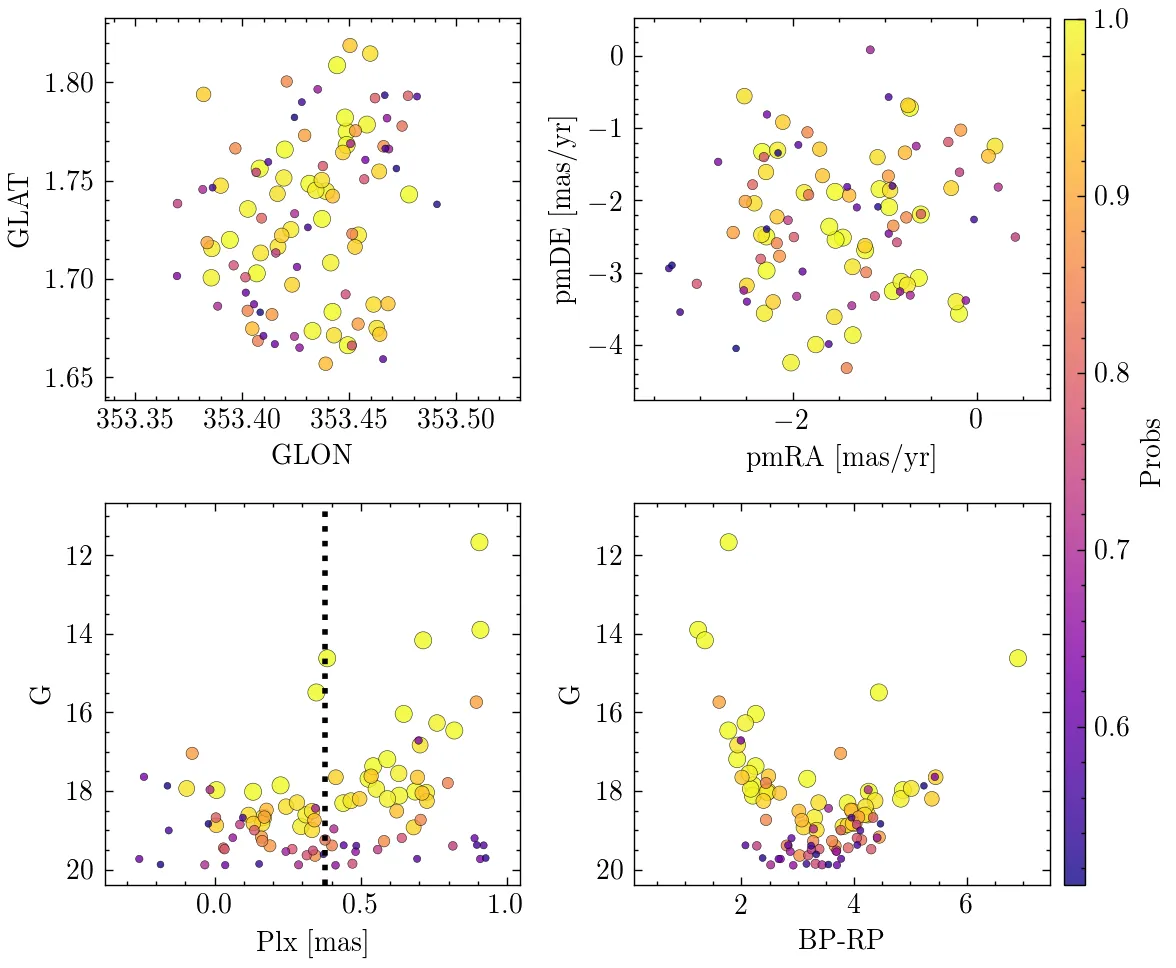 1.80
1.75
1.70
1.65
GLAT
353.35 353.40 353.45 353.50
GLON
0
−1
−2
−3
−4
pmDE [mas/yr]
−2 0
pmRA [mas/yr]
12
14
16
18
20
G
0.0 0.5 1.0
Plx [mas]
12
14
16
18
20
G
2 4 6
BP-RP
1.0
0.9
0.8
0.7
0.6
Probs